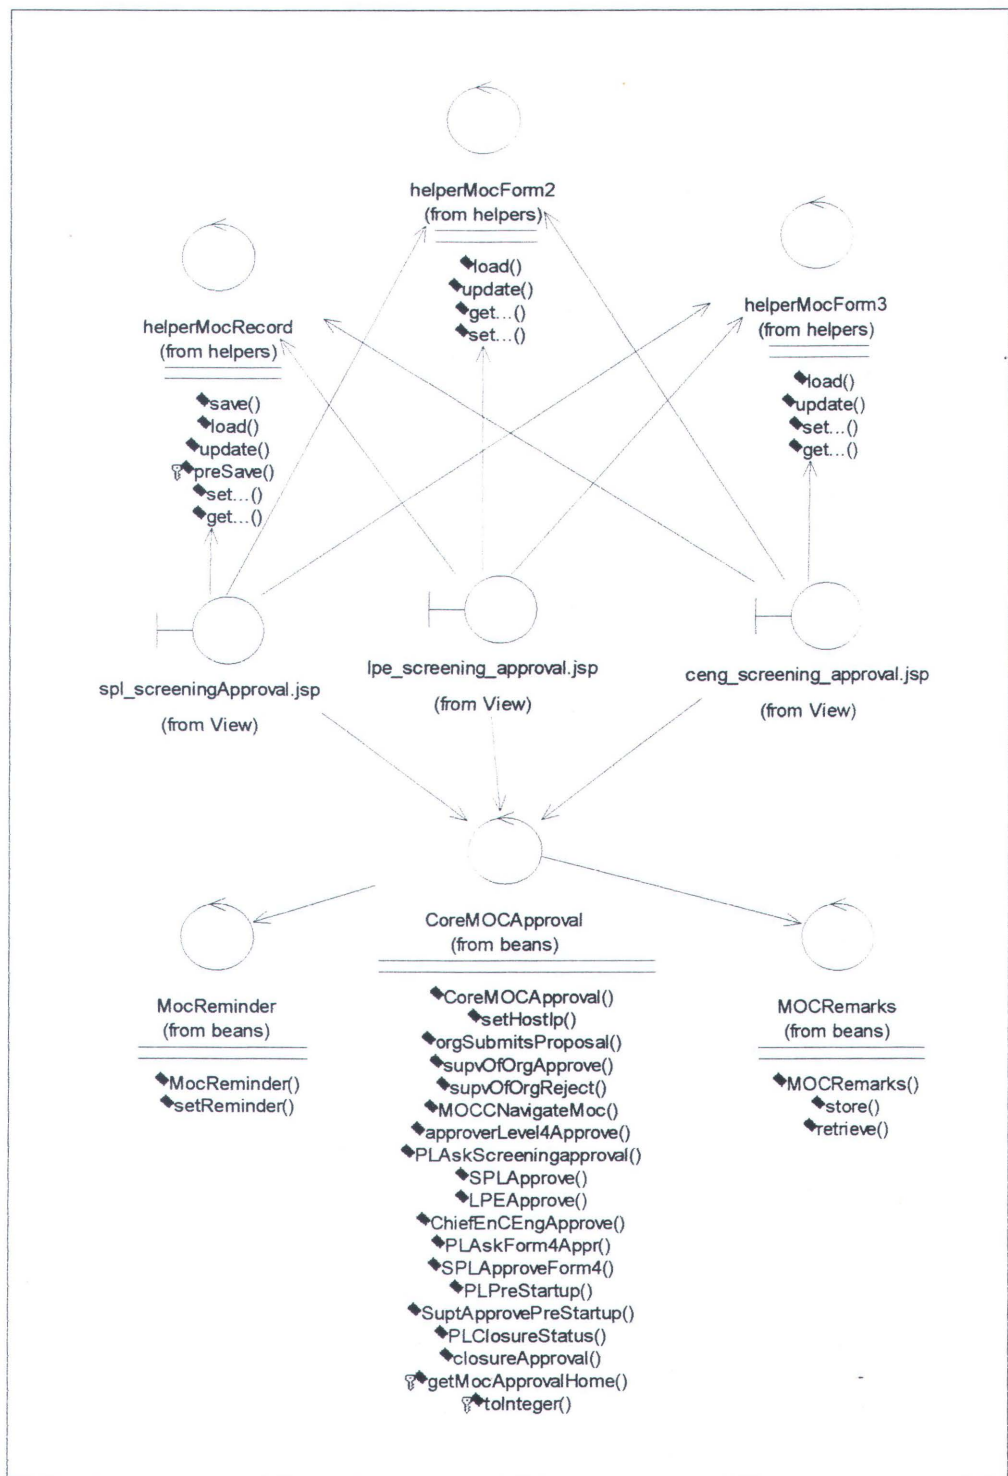 helperMocForm2
(from helpers)
load()
update()
get...()
set...()
helperMocRecord
(from helpers)
save()
load()
update()
preSave()
set...()
get...()
helperMocForm3
(from helpers)
load()
update()
set...()
get...()
spl_screeningApproval.jsp
(from View)
lpe_screening_approval.jsp
(from View)
ceng_screening_approval.jsp
(from View)
MocReminder
(from beans)
MocReminder()
setReminder()
CoreMOCApproval
(from beans)
CoreMOCApproval()
setHostIp()
orgSubmitsProposal()
supvOfOrgApprove()
supvOfOrgReject()
MOCCNavigateMoc()
approverLevel4Approve()
PLAskScreeningapproval()
SPLApprove()
LPEApprove()
ChiefEnCEngApprove()
PLAskForm4Appr()
SPLApproveForm4()
PLPreStartup()
SuptApprovePreStartup()
PLClosureStatus()
closureApproval()
getMocApprovalHome()
toInteger()
MOCRemarks
(from beans)
MOCRemarks()
store()
retrieve()